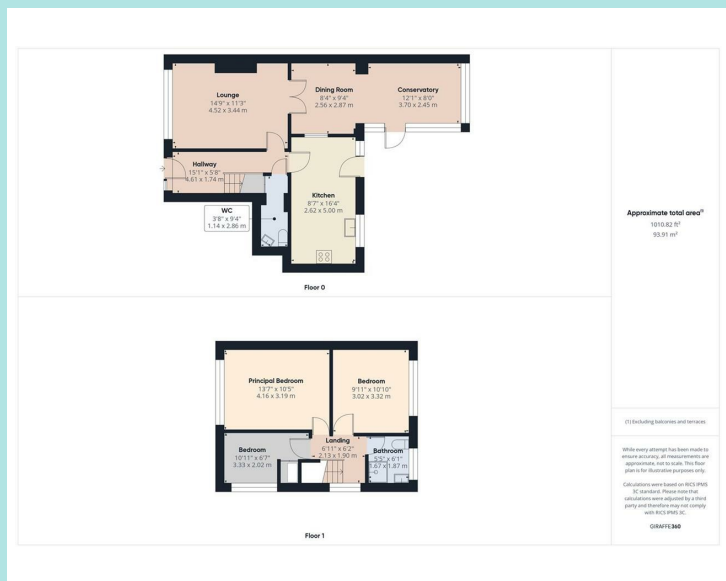 Lounge
14'9" x 11'3"
4.52 x 3.44 m
Dining Room
8'4" x 9'4"
2.56 x 2.87 m
Conservatory
12'1" x 8'0"
3.70 x 2.45 m
Hallway
15'1" x 5'8"
4.61 x 1.74 m
Kitchen
8'7" x 16'4"
2.62 x 5.00 m
WC
3'8" x 9'4"
1.14 x 2.86 m
Floor 0
Principal Bedroom
13'7" x 10'5"
4.16 x 3.19 m
Bedroom
9'11" x 10'10"
3.02 x 3.32 m
Bedroom
10'11" x 6'7"
3.33 x 2.02 m
Landing
6'11" x 6'2"
2.13 x 1.90 m
Bathroom
5'5" x 6'1"
1.67 x 1.87 m
Floor 1
Approximate total area⁽¹⁾
1010.82 ft²
93.91 m²
(1) Excluding balconies and terraces
While every attempt has been made to
ensure accuracy, all measurements are
approximate, not to scale. This floor
plan is for illustrative purposes only.
Calculations were based on RICS IPMS
3C standard. Please note that
calculations were adjusted by a third
party and therefore may not comply
with RICS IPMS 3C.
GIRAFFE360